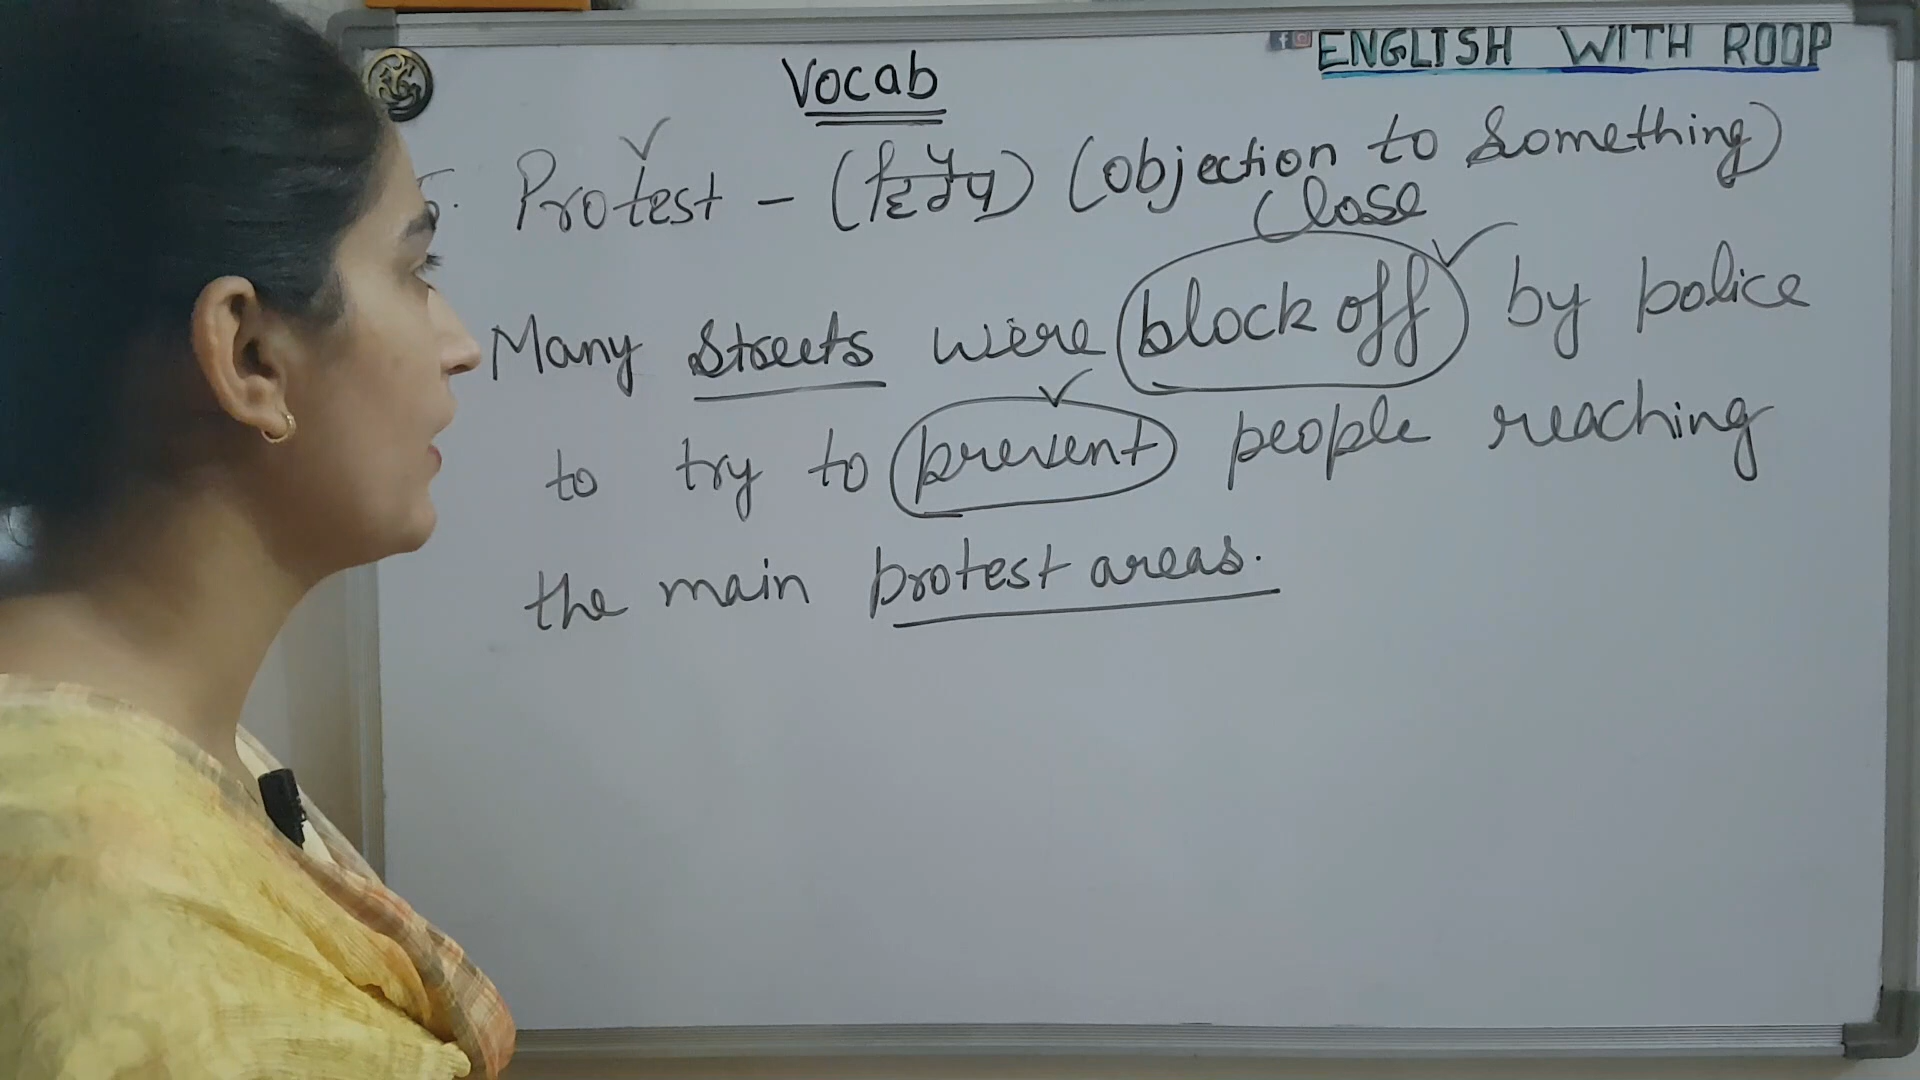 ENGLISH WITH ROOP
Vocab
Protest - (ਵਿਰੋਧ) (objection to something)
Close
Many streets were block off by police
to try to prevent people reaching
the main protest areas.